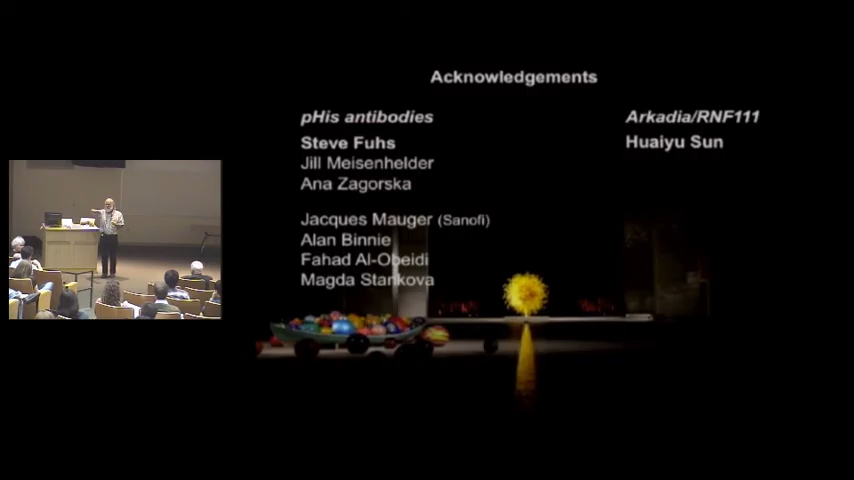 Acknowledgements
pHis antibodies
Steve Fuhs
Jill Meisenhelder
Ana Zagorska
Jacques Mauger (Sanofi)
Alan Binnie
Fahad Al-Obeidi
Magda Stankova
Arkadia/RNF111
Huaiyu Sun